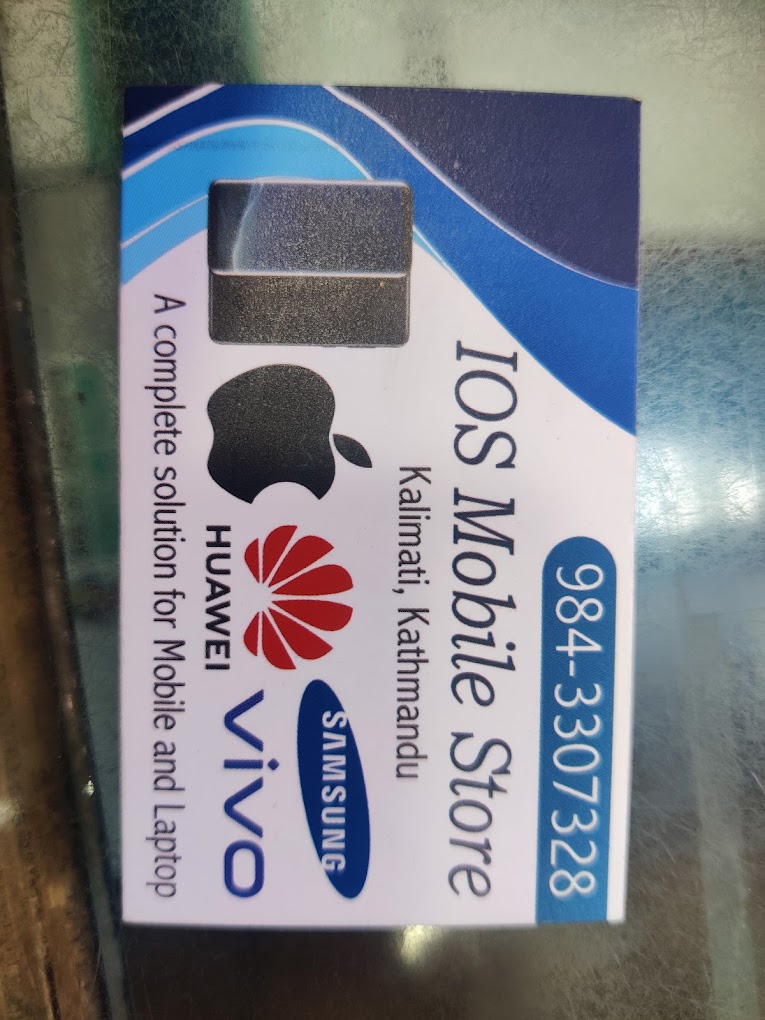 984-3307328
IOS Mobile Store
Kalimati, Kathmandu
SAMSUNG
HUAWEI
vivo
A complete solution for Mobile and Laptop